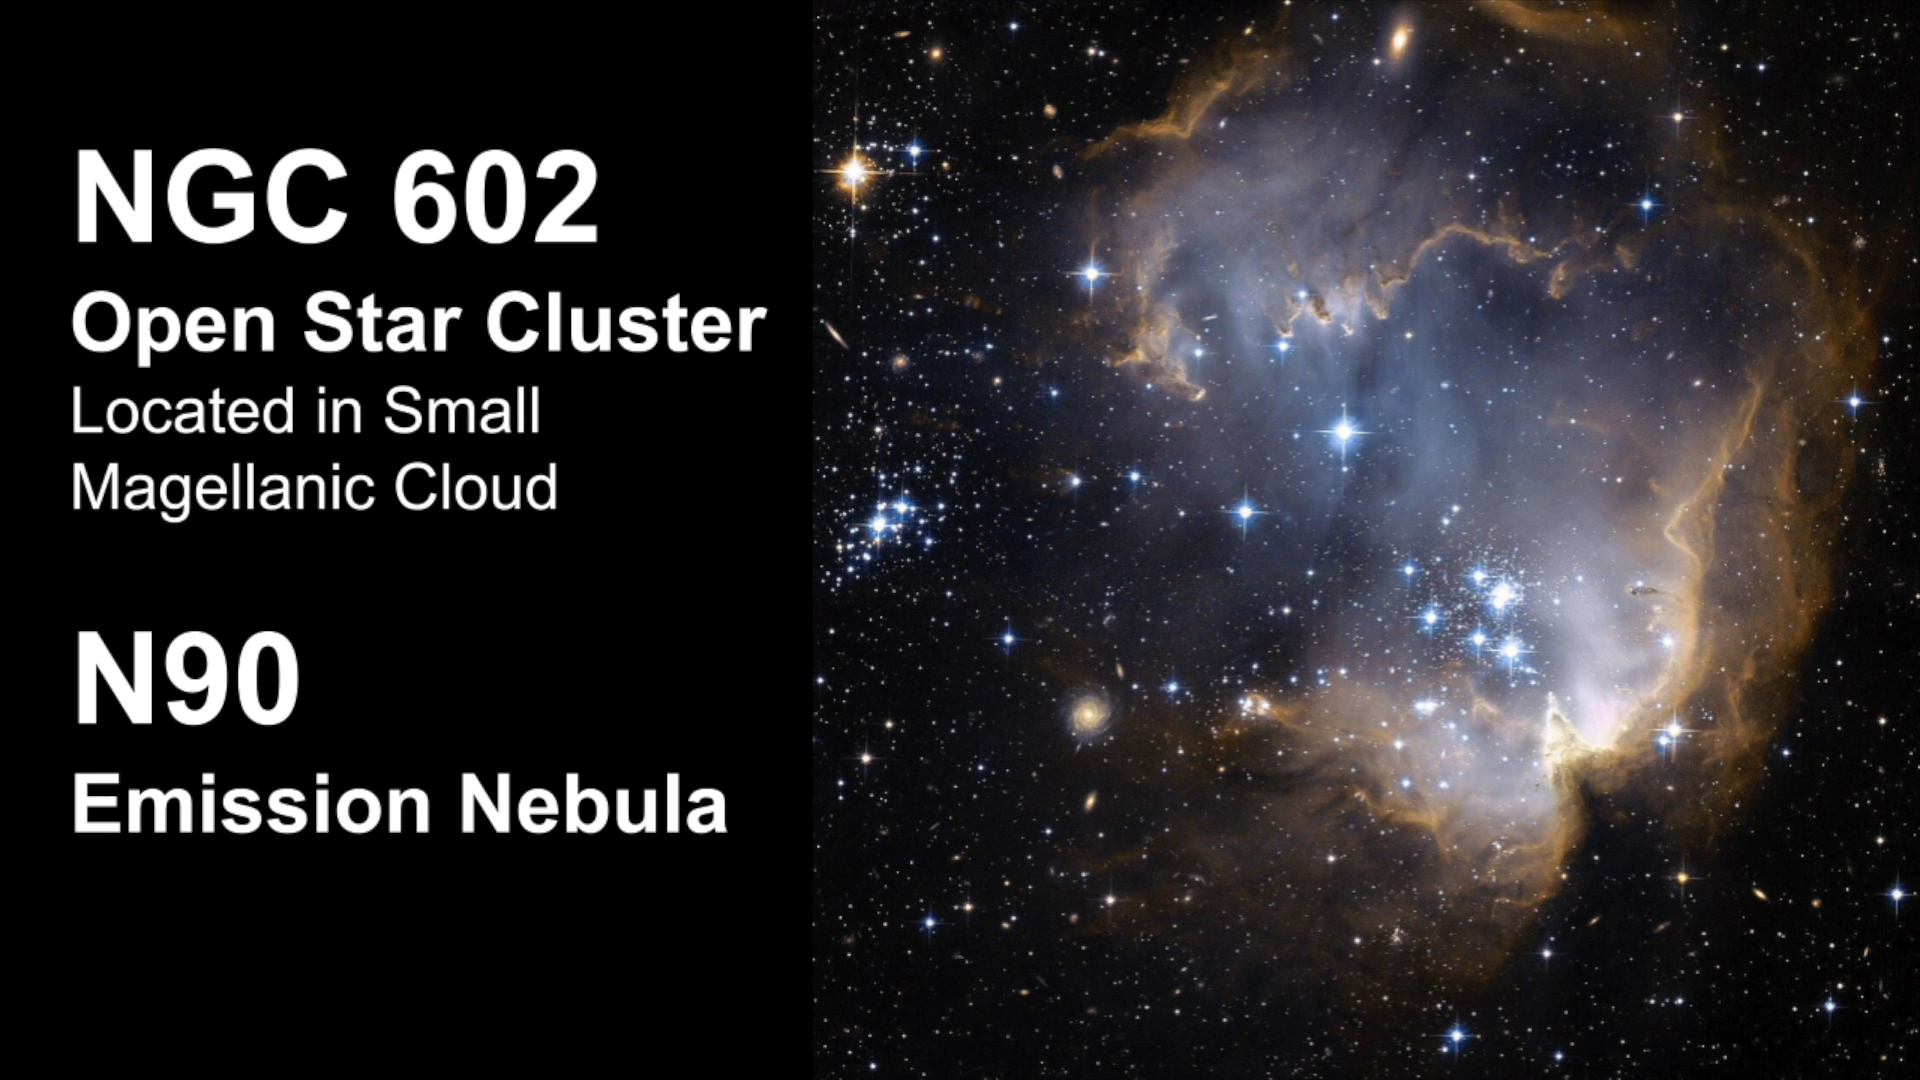 NGC 602
Open Star Cluster
Located in Small
Magellanic Cloud
N90
Emission Nebula